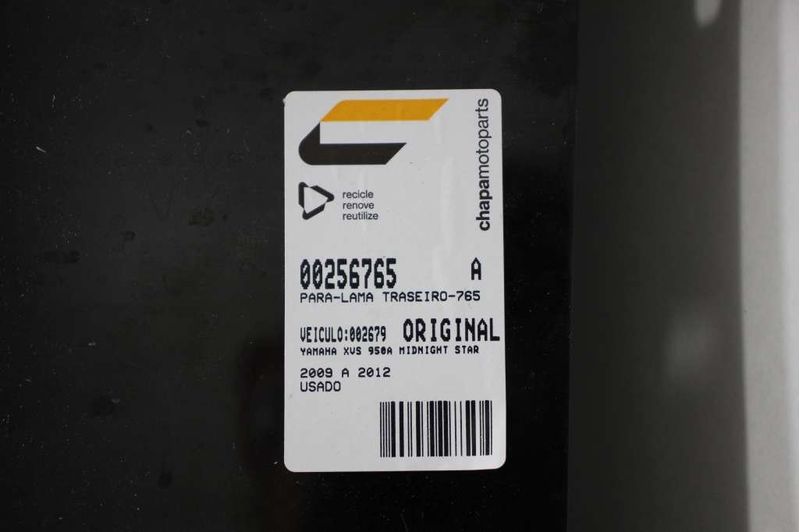 chapamotoparts
recicle
renove
reutilize
00256765 A
PARA-LAMA TRASEIRO-765
VEICULO:002679 ORIGINAL
YAMAHA XVS 950A MIDNIGHT STAR
2009 A 2012
USADO